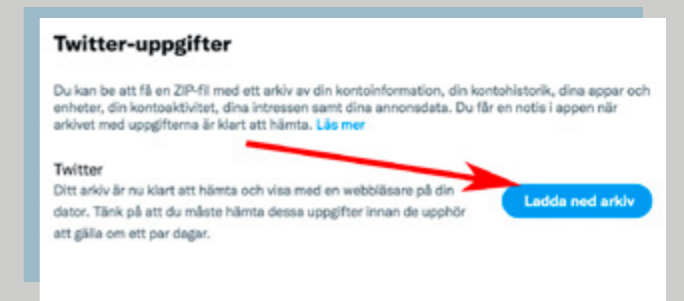 Twitter-uppgifter
Du kan be att få en ZIP-fil med ett arkiv av din kontoinformation, din kontohistorik, dina appar och
enheter, din kontoaktivitet, dina intressen samt dina annonsdata. Du får en notis i appen när
arkivet med uppgifterna är klart att hämta. Läs mer
Twitter
Ditt arkiv är nu klart att hämta och visa med en webbläsare på din
dator. Tänk på att du måste hämta dessa uppgifter innan de upphör
att gälla om ett par dagar.
Ladda ned arkiv